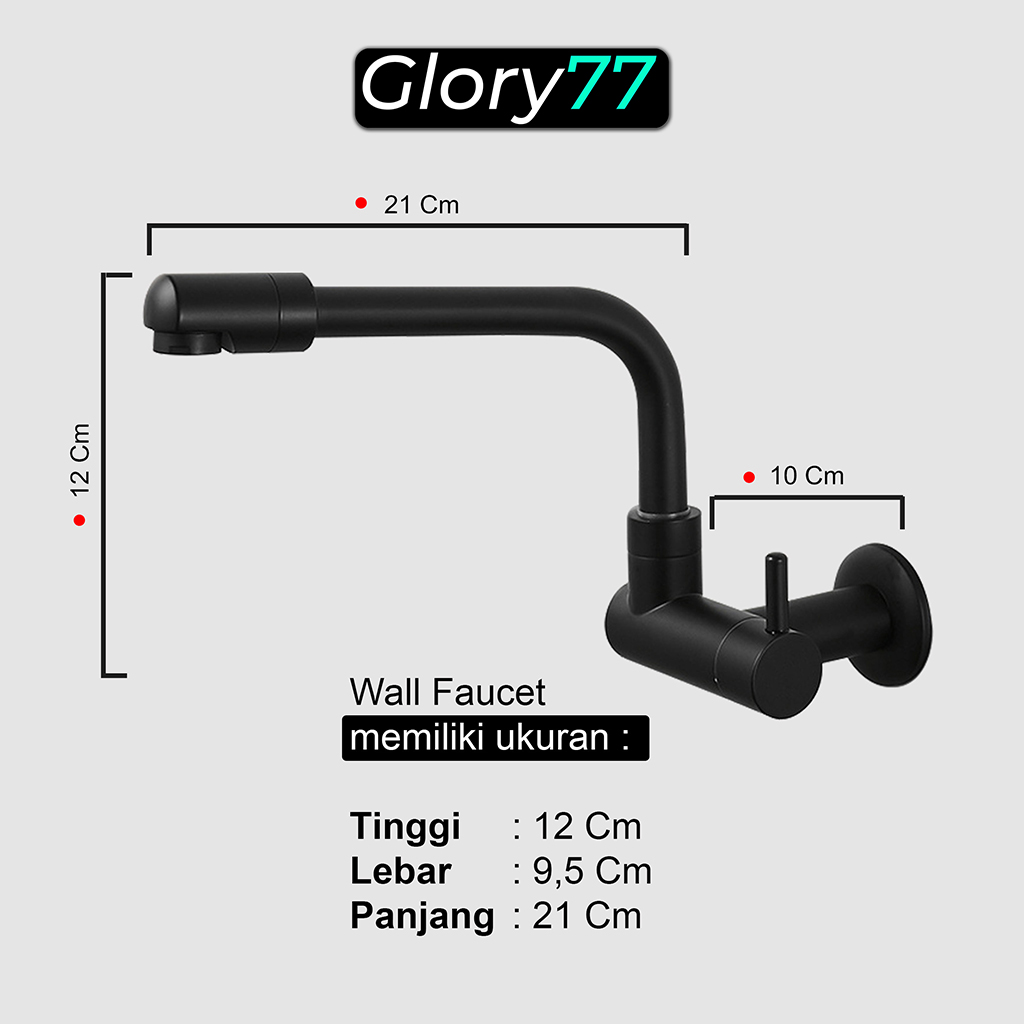 Glory77
21 Cm
12 Cm
10 Cm
Wall Faucet
memiliki ukuran :
Tinggi : 12 Cm
Lebar : 9,5 Cm
Panjang : 21 Cm